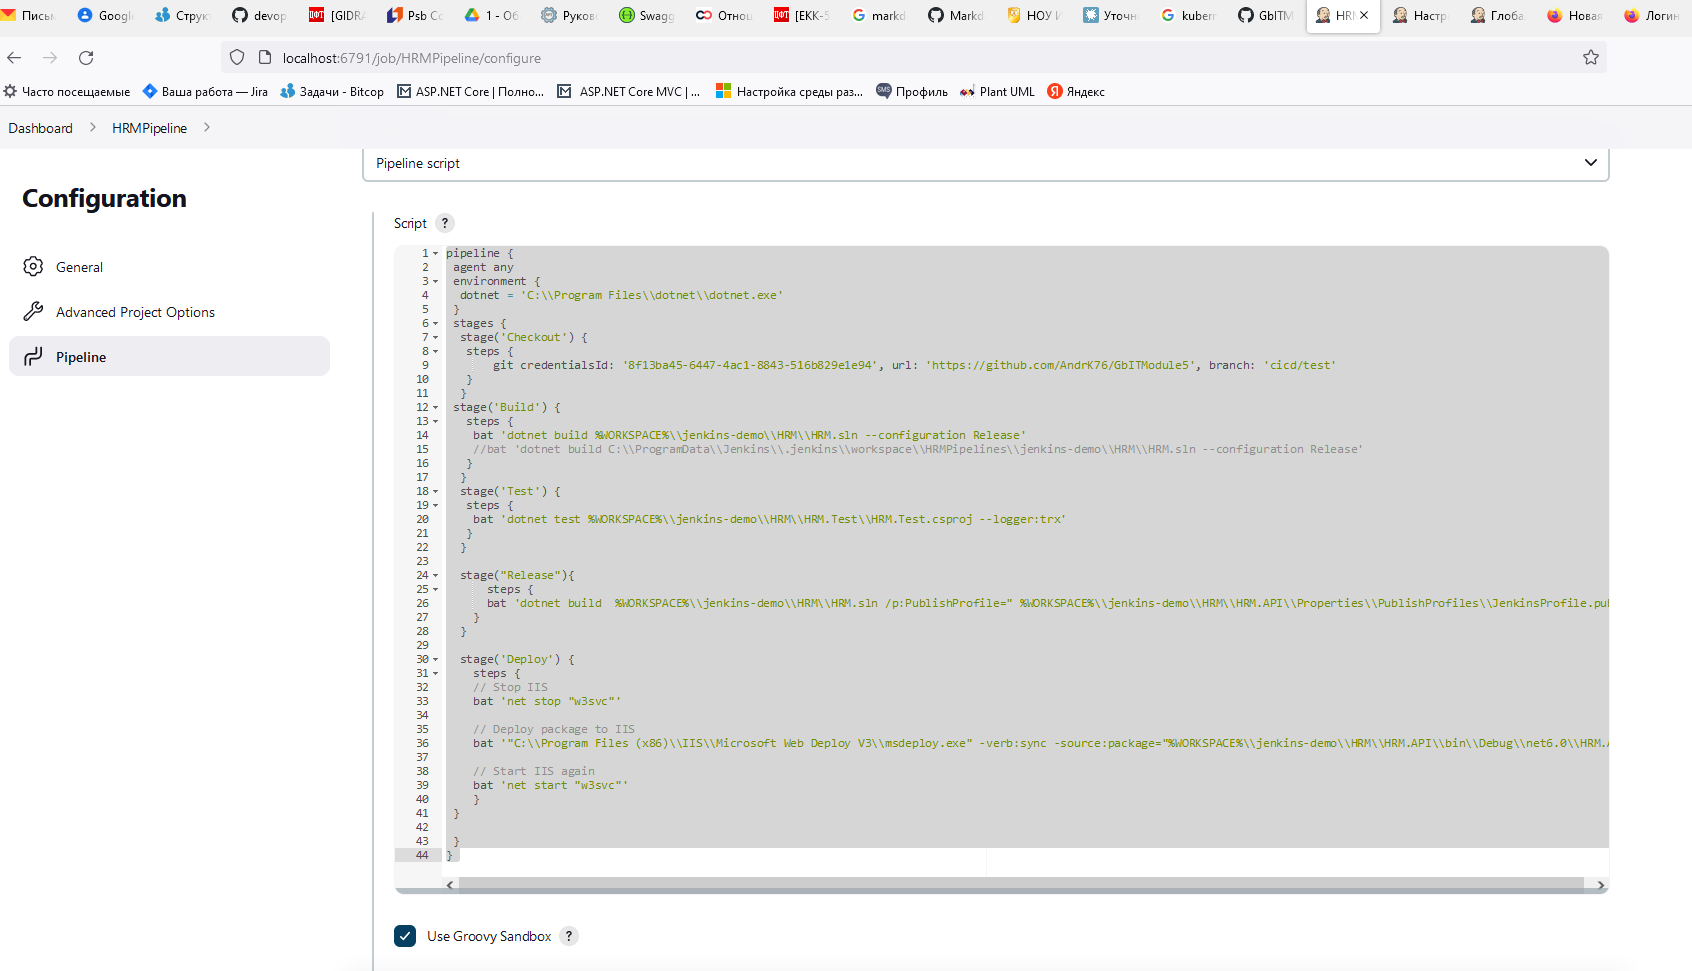 Письм Google Структ devop [GIDRA Psb Co 1 - Об Руково Swagg Отнош [ЕКК-5 markd Markd НОУ И Уточн kubern GbITM HRM Настр Глоба Новая Логин
localhost:6791/job/HRMPipeline/configure
Часто посещаемые Ваша работа — Jira Задачи - Bitcop ASP.NET Core | Полно... ASP.NET Core MVC | ... Настройка среды раз... SMS Профиль Plant UML Я Яндекс
Dashboard HRMPipeline
Pipeline script
Configuration
General
Advanced Project Options
Pipeline
Script ?
1 pipeline {
2 agent any
3 environment {
4 dotnet = 'C:\\Program Files\\dotnet\\dotnet.exe'
5 }
6 stages {
7 stage('Checkout') {
8 steps {
9 git credentialsId: '8f13ba45-6447-4ac1-8843-516b829e1e94', url: 'https://github.com/AndrK76/GbITModule5', branch: 'cicd/test'
10 }
11 }
12 stage('Build') {
13 steps {
14 bat 'dotnet build %WORKSPACE%\\jenkins-demo\\HRM\\HRM.sln --configuration Release'
15 //bat 'dotnet build C:\\ProgramData\\Jenkins\\.jenkins\\workspace\\HRMPipelines\\jenkins-demo\\HRM\\HRM.sln --configuration Release'
16 }
17 }
18 stage('Test') {
19 steps {
20 bat 'dotnet test %WORKSPACE%\\jenkins-demo\\HRM\\HRM.Test\\HRM.Test.csproj --logger:trx'
21 }
22 }
23
24 stage("Release"){
25 steps {
26 bat 'dotnet build  %WORKSPACE%\\jenkins-demo\\HRM\\HRM.sln /p:PublishProfile=" %WORKSPACE%\\jenkins-demo\\HRM\\HRM.API\\Properties\\PublishProfiles\\JenkinsProfile.pu
27 }
28 }
29
30 stage('Deploy') {
31 steps {
32 // Stop IIS
33 bat 'net stop "w3svc"'
34
35 // Deploy package to IIS
36 bat '"C:\\Program Files (x86)\\IIS\\Microsoft Web Deploy V3\\msdeploy.exe" -verb:sync -source:package="%WORKSPACE%\\jenkins-demo\\HRM\\HRM.API\\bin\\Debug\\net6.0\\HRM.A
37
38 // Start IIS again
39 bat 'net start "w3svc"'
40 }
41 }
42
43 }
44 }
Use Groovy Sandbox ?